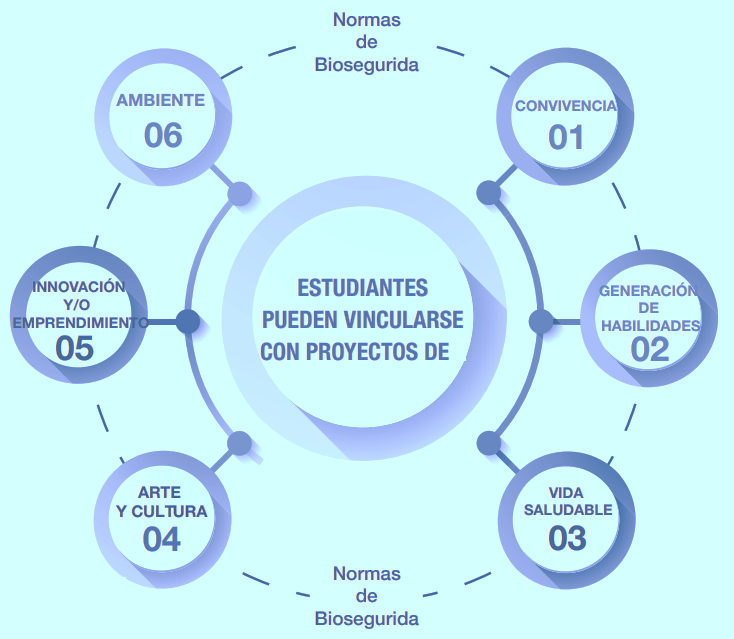 Normas
de
Biosegurida
AMBIENTE
06
CONVIVENCIA
01
INNOVACIÓN
Y/O
EMPRENDIMIENTO
05
ESTUDIANTES
PUEDEN VINCULARSE
CON PROYECTOS DE
GENERACIÓN
DE
HABILIDADES
02
ARTE
Y CULTURA
04
VIDA
SALUDABLE
03
Normas
de
Biosegurida